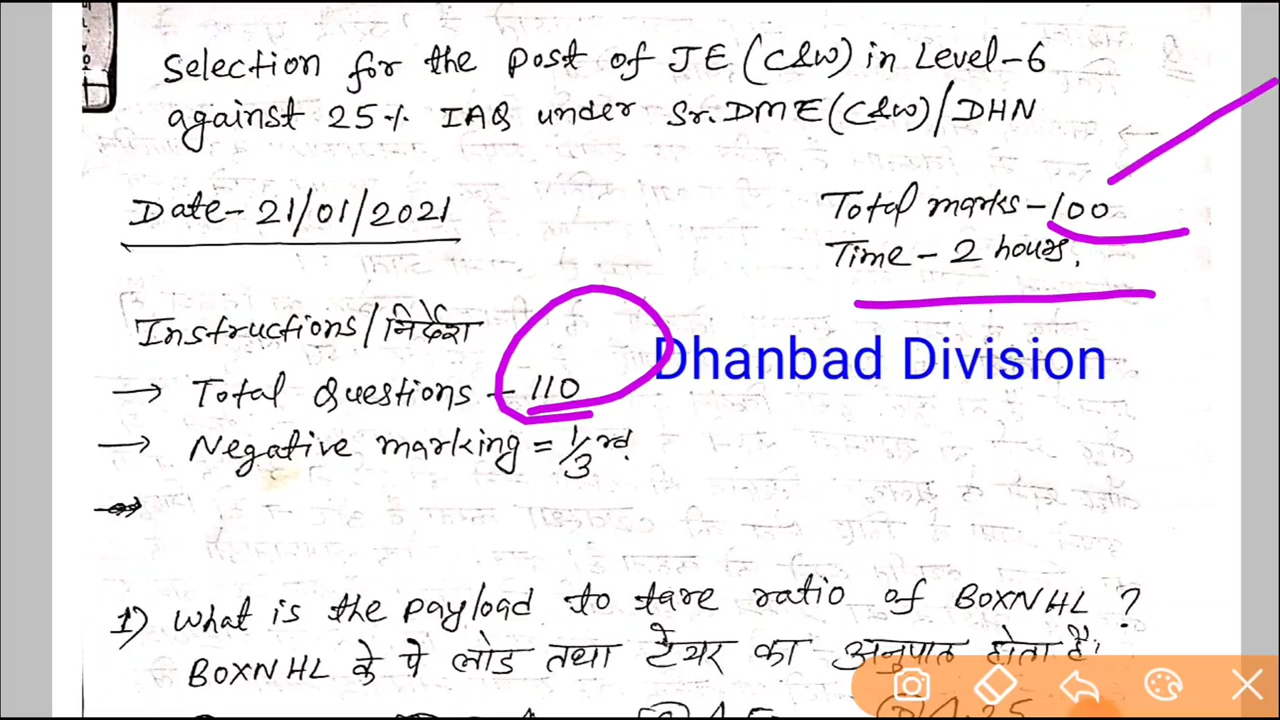 Selection for the post of JE (C&W) in Level-6
against 25% IAQ under Sr.DME(C&W)/DHN
Date- 21/01/2021
Total marks - 100
Time - 2 hours.
Instructions/निर्देश
→ Total Questions - 110
Dhanbad Division
→ Negative marking = 1/3 rd.
1) What is the payload to tare ratio of BOXNHL ?
BOXNHL के पे लोड तथा टेयर का अनुपात होता है।